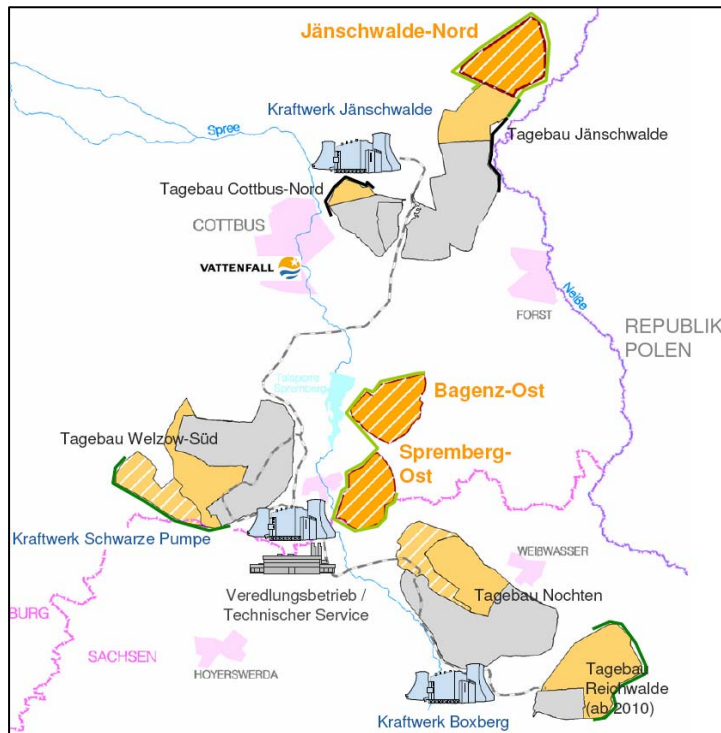 Jänschwalde-Nord
Kraftwerk Jänschwalde
Spree
Tagebau Jänschwalde
Tagebau Cottbus-Nord
COTTBUS
VATTENFALL
FORST
Neiße
REPUBLIK
POLEN
Talsperre
Spremberg
Bagenz-Ost
Tagebau Welzow-Süd
Spremberg-
Ost
Kraftwerk Schwarze Pumpe
WEIßWASSER
Veredlungsbetrieb /
Technischer Service
Tagebau Nochten
BURG
SACHSEN
HOYERSWERDA
Tagebau
Reichwalde
(ab 2010)
Kraftwerk Boxberg